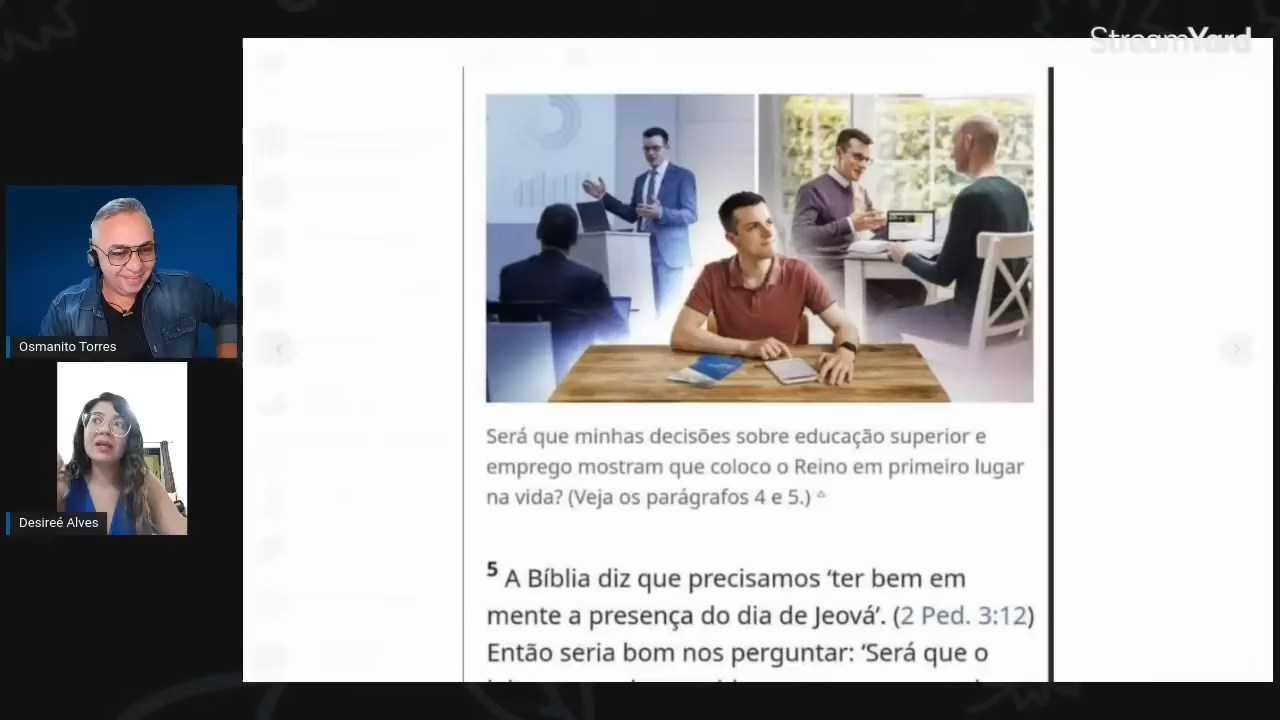 StreamYard
Osmanito Torres
Desireé Alves
Será que minhas decisões sobre educação superior e
emprego mostram que coloco o Reino em primeiro lugar
na vida? (Veja os parágrafos 4 e 5.)
5 A Bíblia diz que precisamos ‘ter bem em
mente a presença do dia de Jeová’. (2 Ped. 3:12)
Então seria bom nos perguntar: ‘Será que o